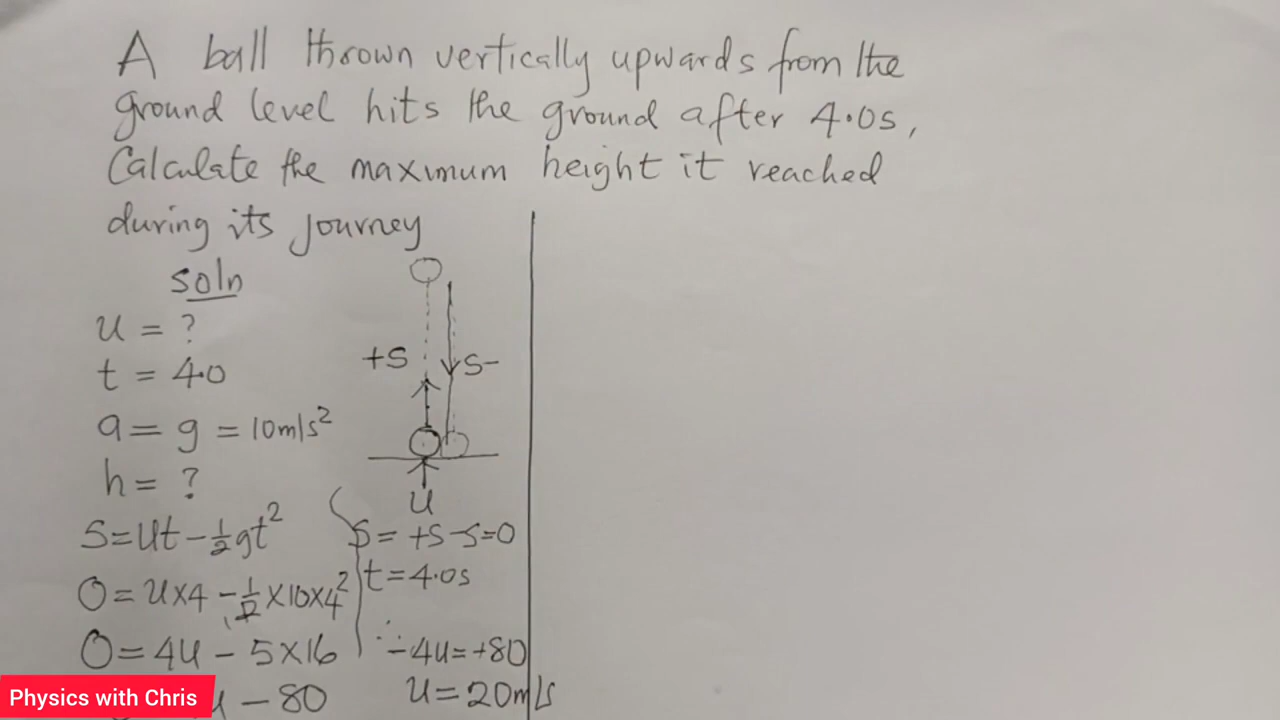 A ball thrown vertically upwards from the
ground level hits the ground after 4.0s,
Calculate the maximum height it reached
during its journey
soln
u = ?
t = 4.0
a = g = 10m/s²
h = ?
+S
S-
u
S=ut-½gt²
0=u×4-½×10×4²
0=4u-5×16
-80
S=+S-S=0
t=4.0s
∴-4u=+80
u=20m/s
Physics with Chris